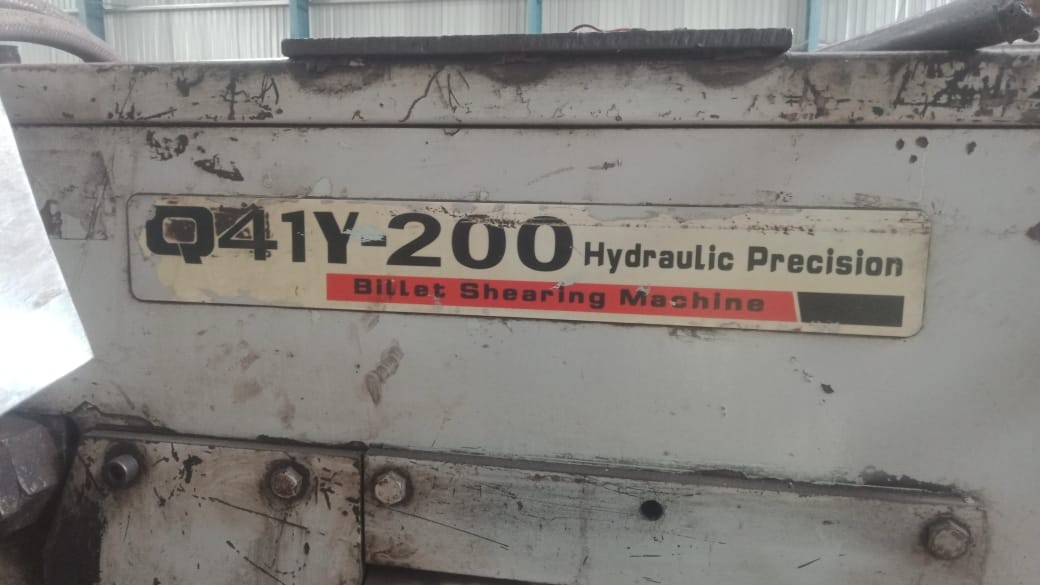 Q41Y-200 Hydraulic Precision
Billet Shearing Machine